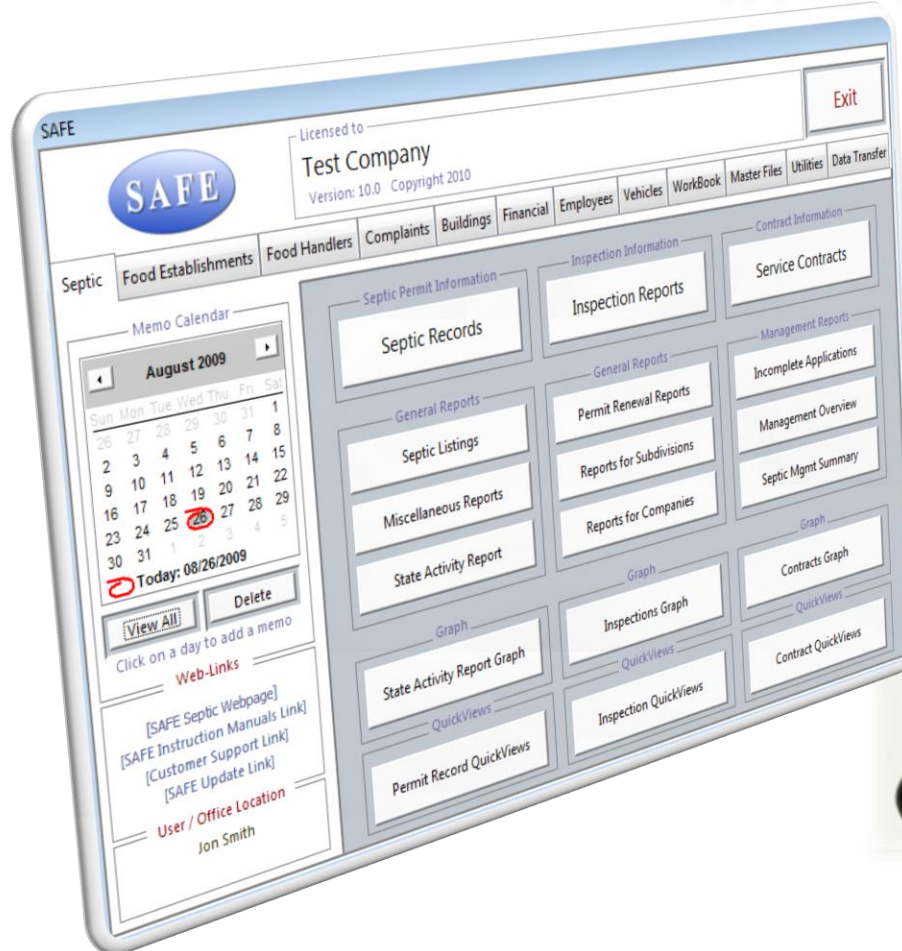 SAFE
SAFE
Licensed to
Test Company
Version: 10.0 Copyright 2010
Exit
Septic
Food Establishments
Food Handlers
Complaints
Buildings
Financial
Employees
Vehicles
WorkBook
Master Files
Utilities
Data Transfer
Memo Calendar
August 2009
Sun Mon Tue Wed Thu Fri Sat
26 27 28 29 30 31 1
2 3 4 5 6 7 8
9 10 11 12 13 14 15
16 17 18 19 20 21 22
23 24 25 26 27 28 29
30 31 1 2 3 4 5
Today: 08/26/2009
View All
Delete
Click on a day to add a memo
Web-Links
[SAFE Septic Webpage]
[SAFE Instruction Manuals Link]
[Customer Support Link]
[SAFE Update Link]
User / Office Location
Jon Smith
Septic Permit Information
Septic Records
General Reports
Septic Listings
Miscellaneous Reports
State Activity Report
Graph
State Activity Report Graph
QuickViews
Permit Record QuickViews
Inspection Information
Inspection Reports
General Reports
Permit Renewal Reports
Reports for Subdivisions
Reports for Companies
Graph
Inspections Graph
QuickViews
Inspection QuickViews
Contract Information
Service Contracts
Management Reports
Incomplete Applications
Management Overview
Septic Mgmt Summary
Graph
Contracts Graph
QuickViews
Contract QuickViews